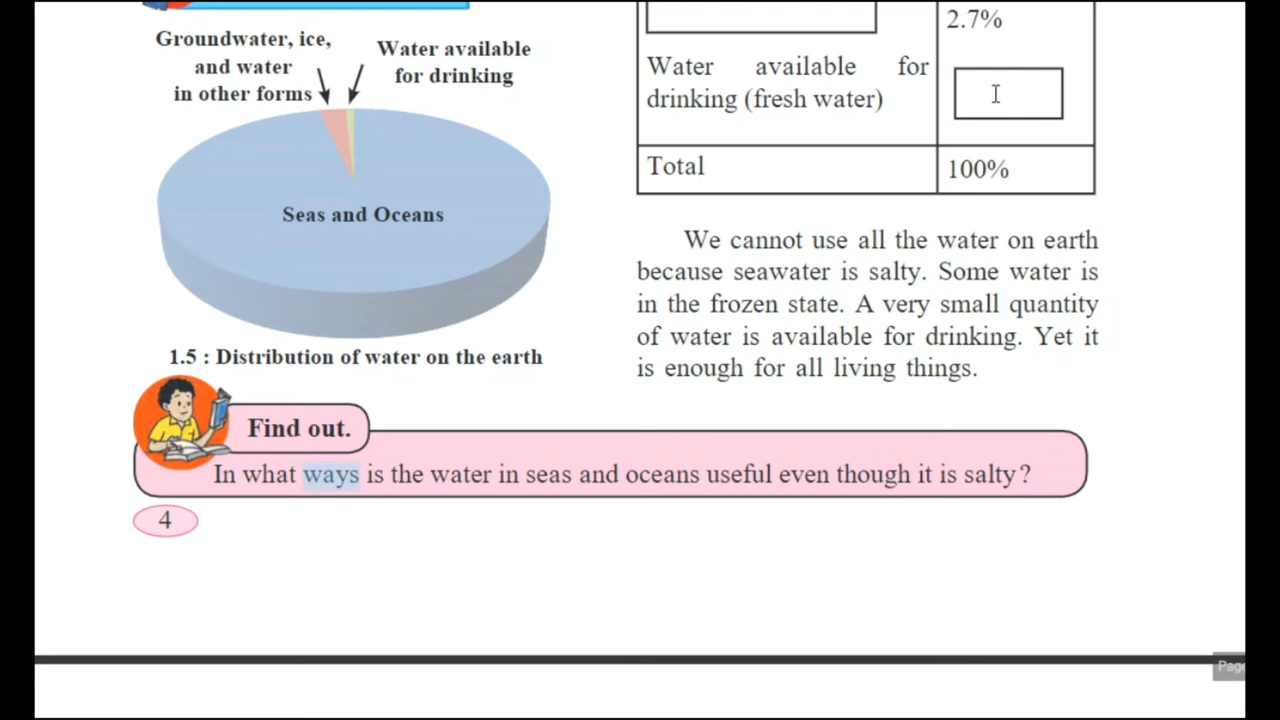 Groundwater, ice,
and water
in other forms
Water available
for drinking
Seas and Oceans
1.5 : Distribution of water on the earth
2.7%
Water available for
drinking (fresh water)
Total
100%
We cannot use all the water on earth
because seawater is salty. Some water is
in the frozen state. A very small quantity
of water is available for drinking. Yet it
is enough for all living things.
Find out.
In what ways is the water in seas and oceans useful even though it is salty?
4
Page